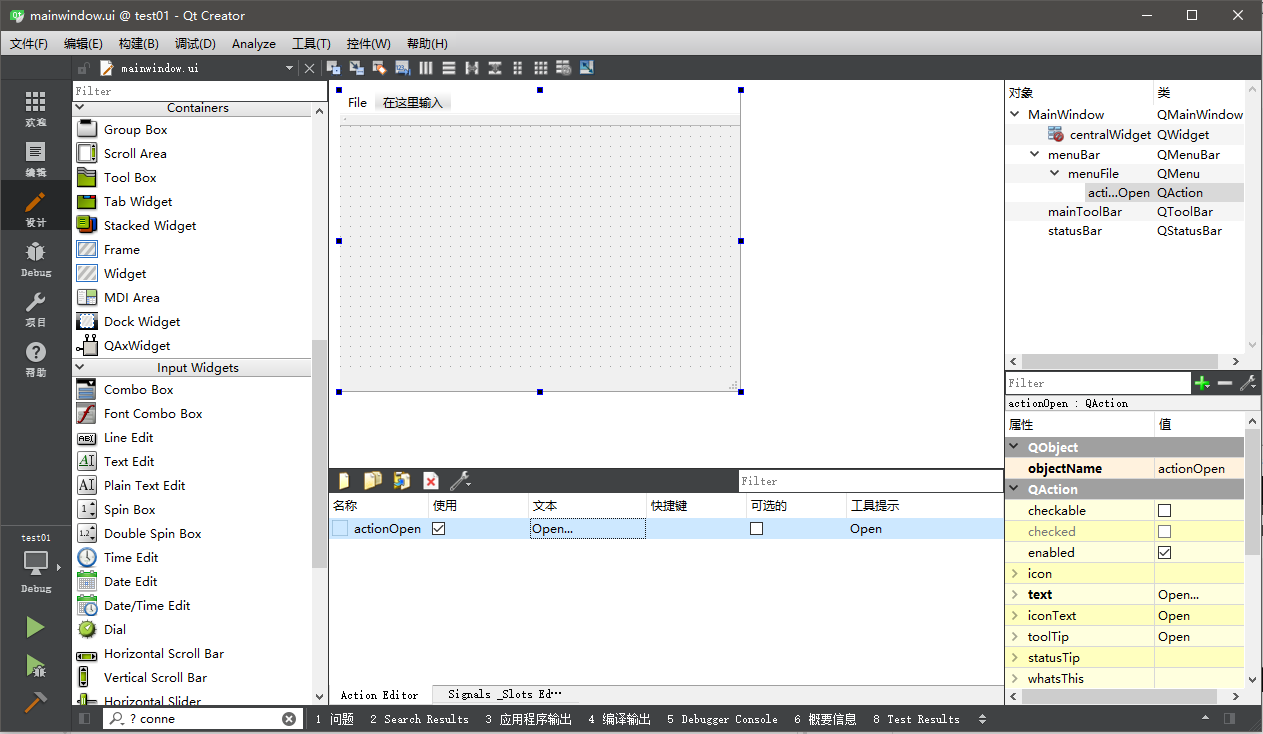 mainwindow.ui @ test01 - Qt Creator
文件(F) 编辑(E) 构建(B) 调试(D) Analyze 工具(T) 控件(W) 帮助(H)
mainwindow.ui
欢迎
编辑
设计
Debug
项目
帮助
test01
Debug
Filter
Containers
Group Box
Scroll Area
Tool Box
Tab Widget
Stacked Widget
Frame
Widget
MDI Area
Dock Widget
QAxWidget
Input Widgets
Combo Box
Font Combo Box
Line Edit
Text Edit
Plain Text Edit
Spin Box
Double Spin Box
Time Edit
Date Edit
Date/Time Edit
Dial
Horizontal Scroll Bar
Vertical Scroll Bar
Horizontal Slider
File 在这里输入
Filter
名称 使用 文本 快捷键 可选的 工具提示
actionOpen Open... Open
Action Editor Signals _Slots Ed···
对象 类
MainWindow QMainWindow
centralWidget QWidget
menuBar QMenuBar
menuFile QMenu
acti...Open QAction
mainToolBar QToolBar
statusBar QStatusBar
Filter
actionOpen : QAction
属性 值
QObject
objectName actionOpen
QAction
checkable
checked
enabled
icon
text Open...
iconText Open
toolTip Open
statusTip
whatsThis
? conne
1 问题 2 Search Results 3 应用程序输出 4 编译输出 5 Debugger Console 6 概要信息 8 Test Results